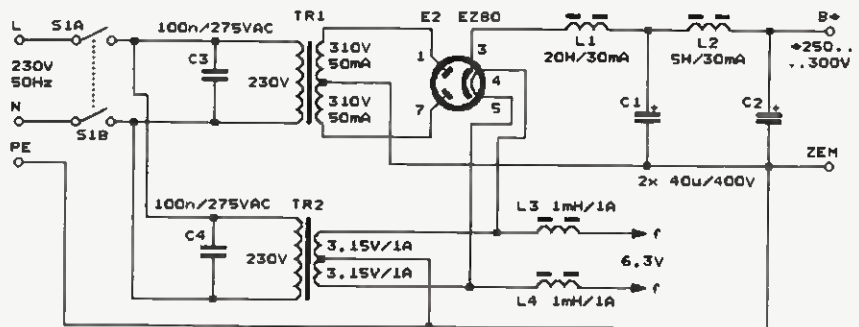 L
S1A
100n/275VAC
TR1
E2 EZ80
L1
20H/30mA
L2
5H/30mA
B+
+250..
..300V
230V
50Hz
C3
230V
310V
50mA
310V
50mA
1
3
4
5
7
C1
C2
N
S1B
PE
2x 40u/400V
ZEM
100n/275VAC
TR2
C4
230V
3.15V/1A
3.15V/1A
L3 1mH/1A
f
6.3V
f
L4 1mH/1A